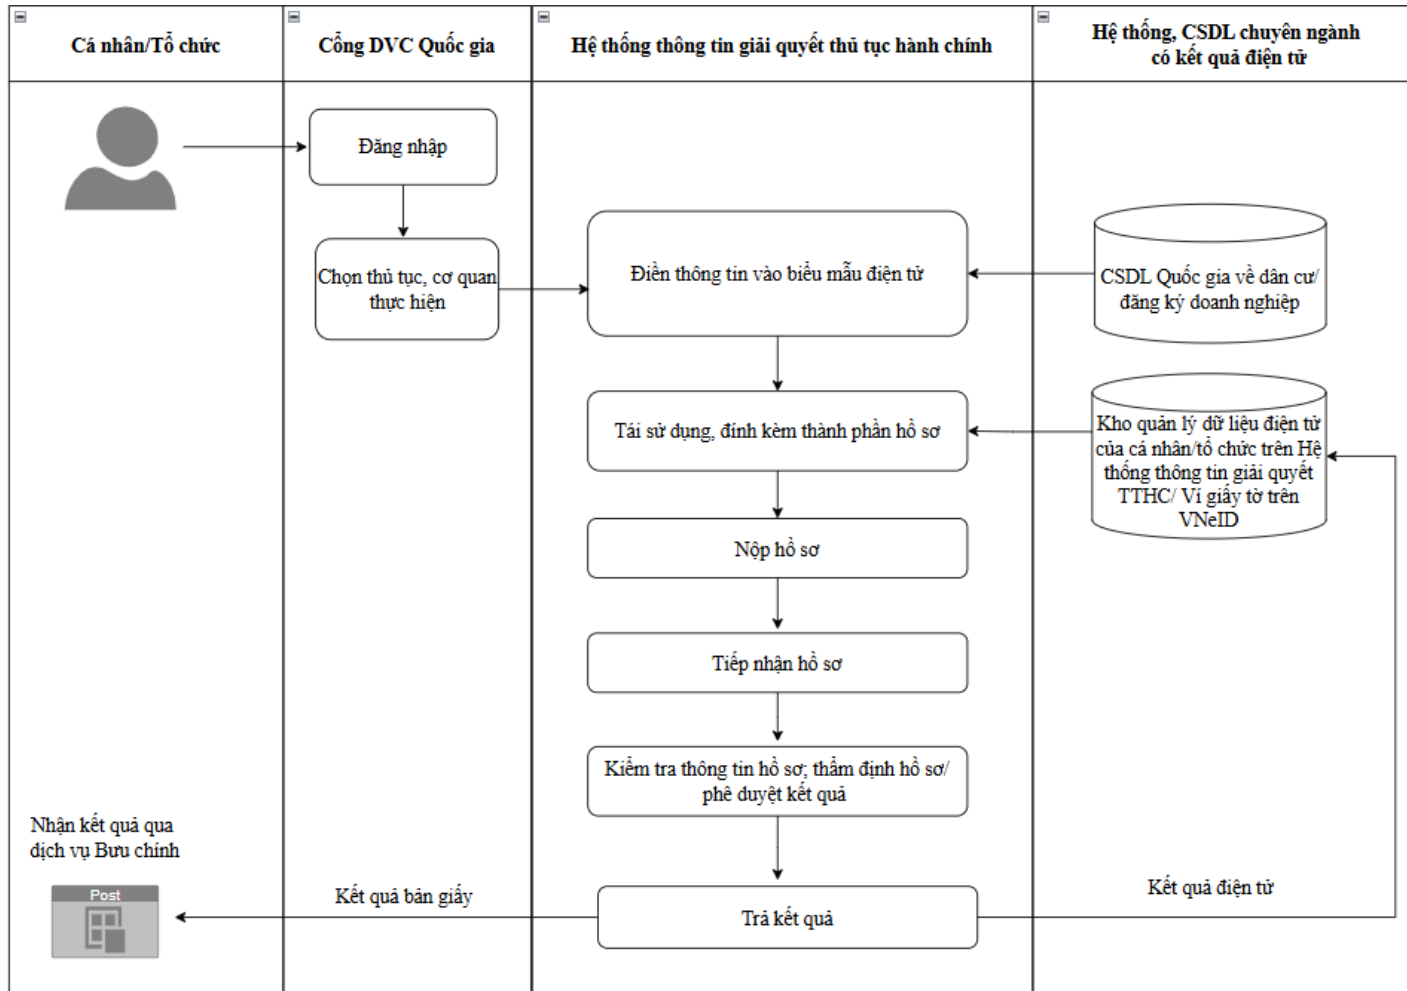 Cá nhân/Tổ chức
Cổng DVC Quốc gia
Hệ thống thông tin giải quyết thủ tục hành chính
Hệ thống, CSDL chuyên ngành
có kết quả điện tử
Đăng nhập
Chọn thủ tục, cơ quan
thực hiện
Điền thông tin vào biểu mẫu điện tử
CSDL Quốc gia về dân cư/
đăng ký doanh nghiệp
Tái sử dụng, đính kèm thành phần hồ sơ
Kho quản lý dữ liệu điện tử
của cá nhân/tổ chức trên Hệ
thống thông tin giải quyết
TTHC/ Ví giấy tờ trên
VNeID
Nộp hồ sơ
Tiếp nhận hồ sơ
Kiểm tra thông tin hồ sơ; thẩm định hồ sơ/
phê duyệt kết quả
Nhận kết quả qua
dịch vụ Bưu chính
Post
Kết quả bản giấy
Trả kết quả
Kết quả điện tử